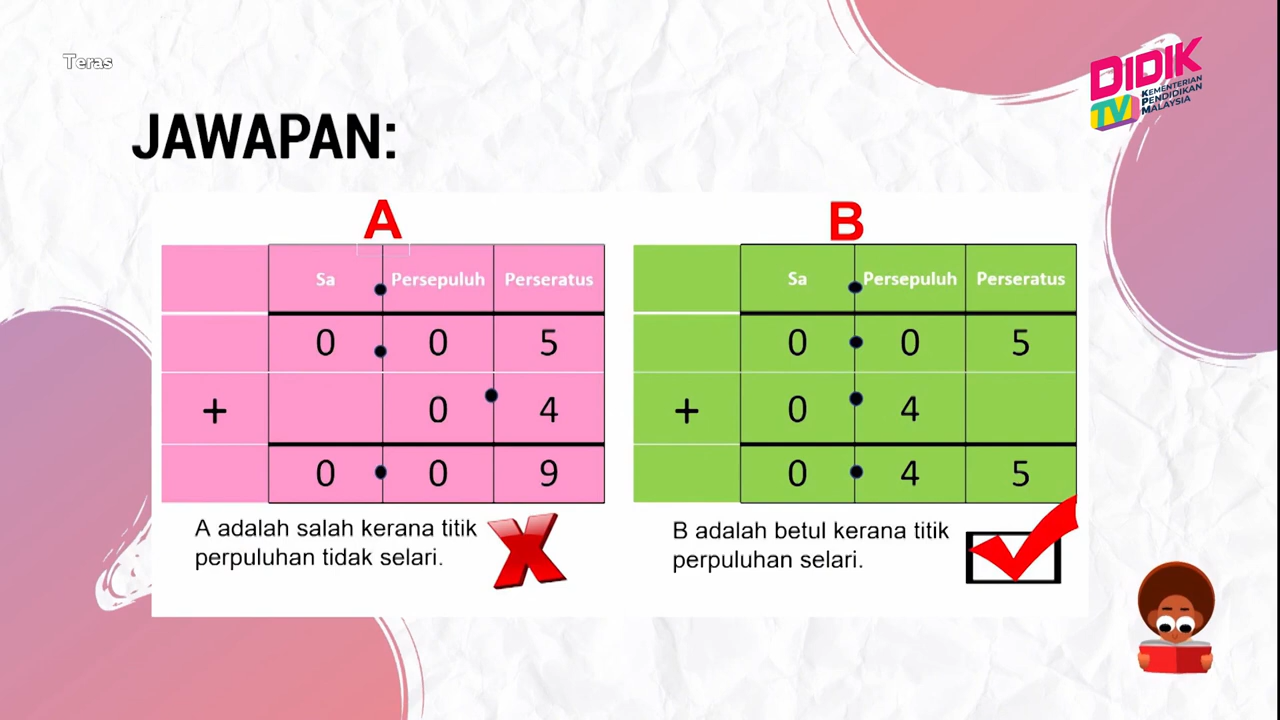 Teras
DIDIK
TV
KEMENTERIAN
PENDIDIKAN
MALAYSIA
JAWAPAN:
A
Sa . Persepuluh Perseratus
0 . 0 5
+ 0 . 4
0 . 0 9
A adalah salah kerana titik
perpuluhan tidak selari.
X
B
Sa . Persepuluh Perseratus
0 . 0 5
+ 0 . 4
0 . 4 5
B adalah betul kerana titik
perpuluhan selari.